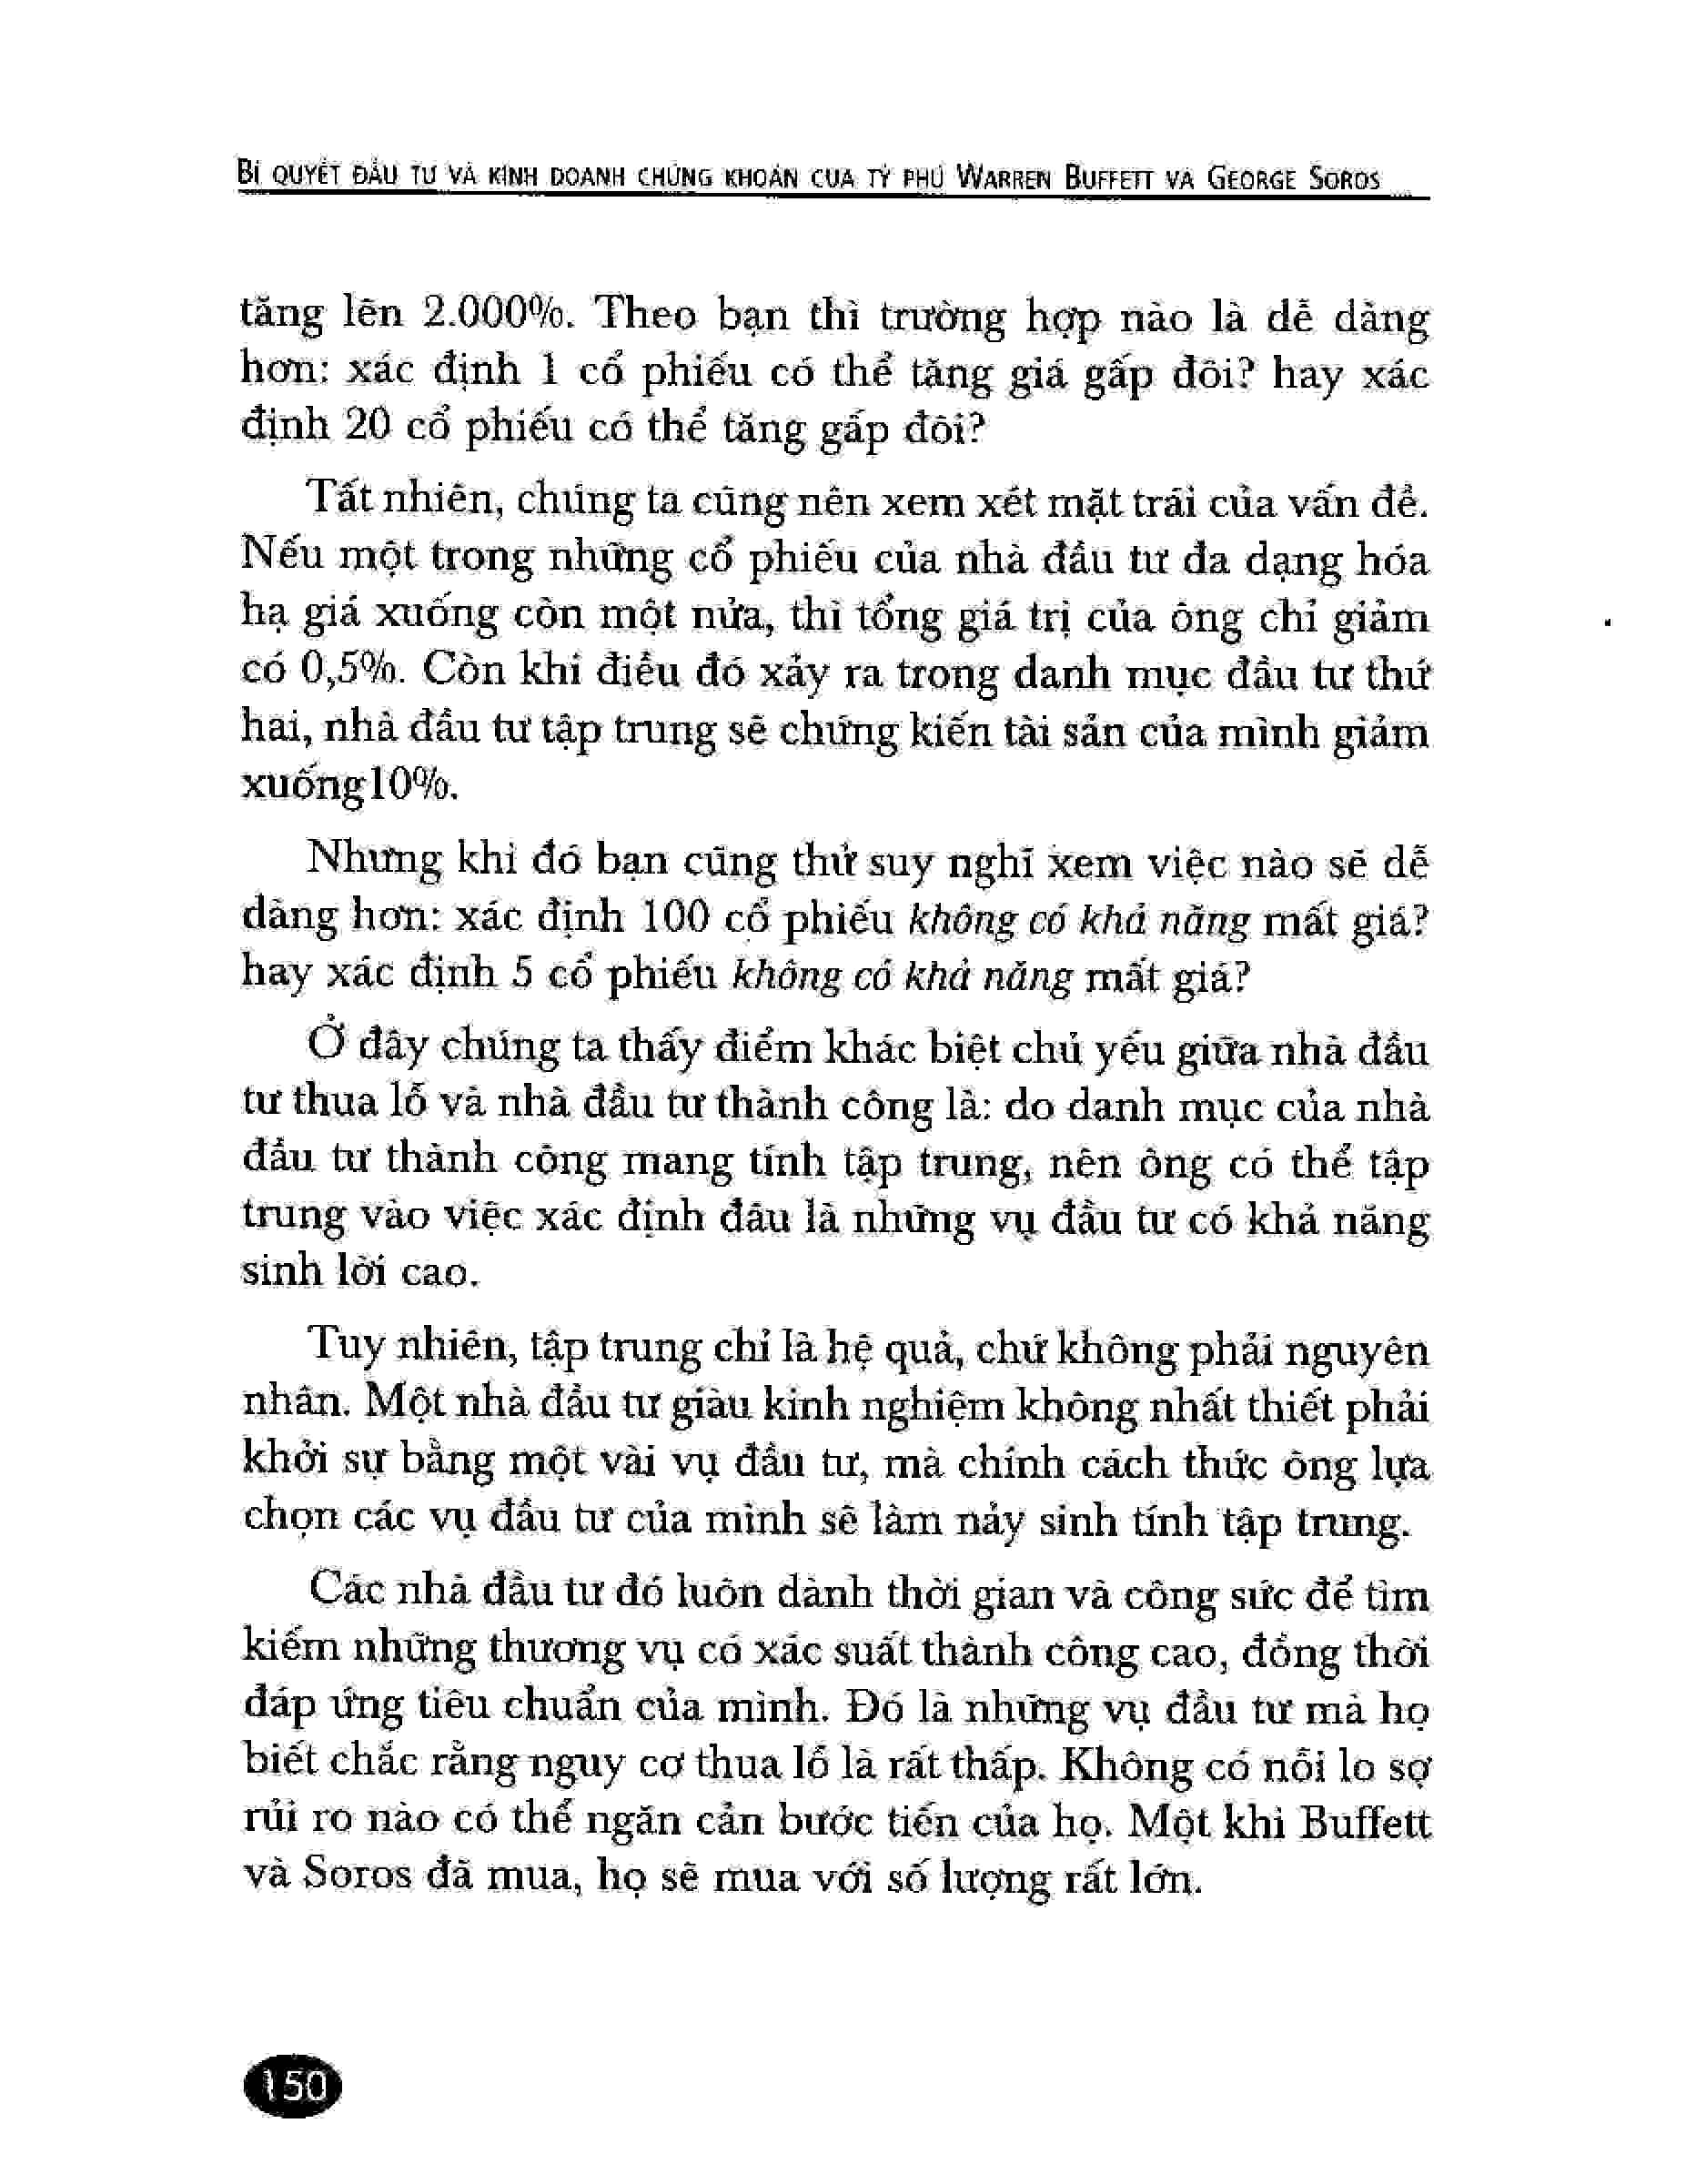 BÍ QUYẾT ĐẦU TƯ VÀ KINH DOANH CHỨNG KHOÁN CỦA TỶ PHÚ WARREN BUFFETT VÀ GEORGE SOROS
tăng lên 2.000%. Theo bạn thì trường hợp nào là dễ dàng
hơn: xác định 1 cổ phiếu có thể tăng giá gấp đôi? hay xác
định 20 cổ phiếu có thể tăng gấp đôi?
Tất nhiên, chúng ta cũng nên xem xét mặt trái của vấn đề.
Nếu một trong những cổ phiếu của nhà đầu tư đa dạng hóa
hạ giá xuống còn một nửa, thì tổng giá trị của ông chỉ giảm
có 0,5%. Còn khi điều đó xảy ra trong danh mục đầu tư thứ
hai, nhà đầu tư tập trung sẽ chứng kiến tài sản của mình giảm
xuống10%.
Nhưng khi đó bạn cũng thử suy nghĩ xem việc nào sẽ dễ
dàng hơn: xác định 100 cổ phiếu không có khả năng mất giá?
hay xác định 5 cổ phiếu không có khả năng mất giá?
Ở đây chúng ta thấy điểm khác biệt chủ yếu giữa nhà đầu
tư thua lỗ và nhà đầu tư thành công là: do danh mục của nhà
đầu tư thành công mang tính tập trung, nên ông có thể tập
trung vào việc xác định đâu là những vụ đầu tư có khả năng
sinh lời cao.
Tuy nhiên, tập trung chỉ là hệ quả, chứ không phải nguyên
nhân. Một nhà đầu tư giàu kinh nghiệm không nhất thiết phải
khởi sự bằng một vài vụ đầu tư, mà chính cách thức ông lựa
chọn các vụ đầu tư của mình sẽ làm nảy sinh tính tập trung.
Các nhà đầu tư đó luôn dành thời gian và công sức để tìm
kiếm những thương vụ có xác suất thành công cao, đồng thời
đáp ứng tiêu chuẩn của mình. Đó là những vụ đầu tư mà họ
biết chắc rằng nguy cơ thua lỗ là rất thấp. Không có nỗi lo sợ
rủi ro nào có thể ngăn cản bước tiến của họ. Một khi Buffett
và Soros đã mua, họ sẽ mua với số lượng rất lớn.
150